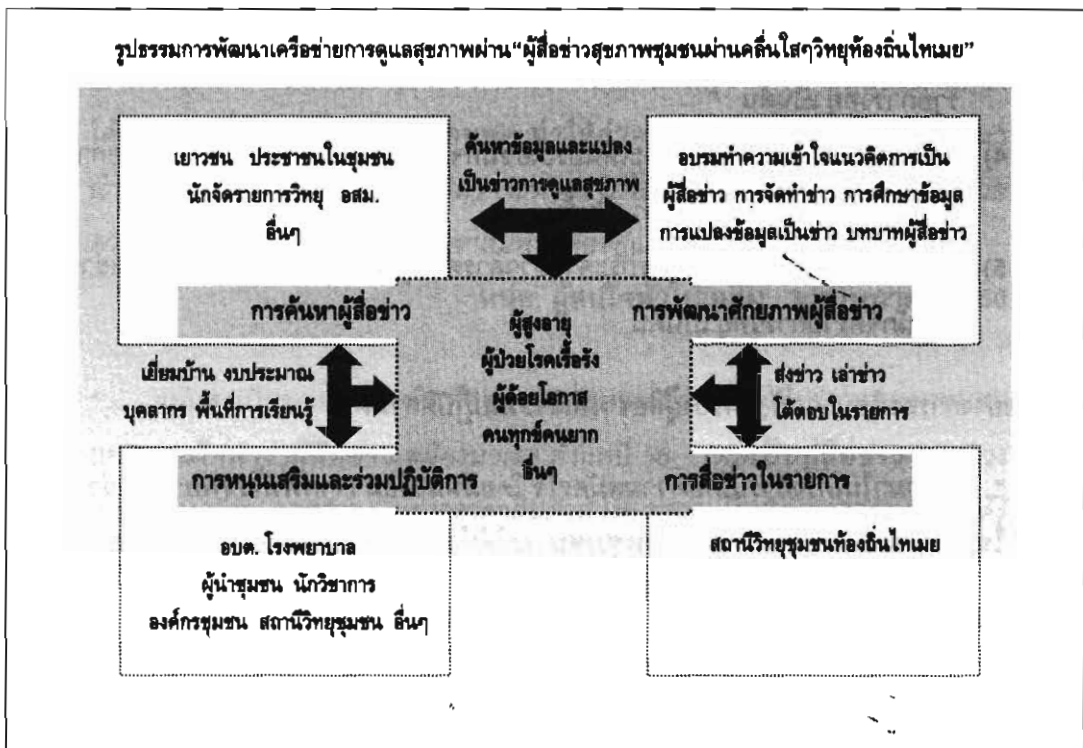 รูปธรรมการพัฒนาเครือข่ายการดูแลสุขภาพผ่าน“ผู้สื่อข่าวสุขภาพชุมชนผ่านคลื่นใสๆวิทยุท้องถิ่นไทเมย”
เยาวชน ประชาชนในชุมชน
นักจัดรายการวิทยุ อสม.
อื่นๆ
การค้นหาผู้สื่อข่าว
ค้นหาข้อมูลและแปลง
เป็นข่าวการดูแลสุขภาพ
อบรมทำความเข้าใจแนวคิดการเป็น
ผู้สื่อข่าว การจัดทำข่าว การศึกษาข้อมูล
การแปลงข้อมูลเป็นข่าว บทบาทผู้สื่อข่าว
การพัฒนาศักยภาพผู้สื่อข่าว
ผู้สูงอายุ
ผู้ป่วยโรคเรื้อรัง
ผู้ด้อยโอกาส
คนทุกข์คนยาก
อื่นๆ
เยี่ยมบ้าน งบประมาณ
บุคลากร พื้นที่การเรียนรู้
ส่งข่าว เล่าข่าว
โต้ตอบในรายการ
การหนุนเสริมและร่วมปฏิบัติการ
อบต. โรงพยาบาล
ผู้นำชุมชน นักวิชาการ
องค์กรชุมชน สถานีวิทยุชุมชน อื่นๆ
การสื่อข่าวในรายการ
สถานีวิทยุชุมชนท้องถิ่นไทเมย